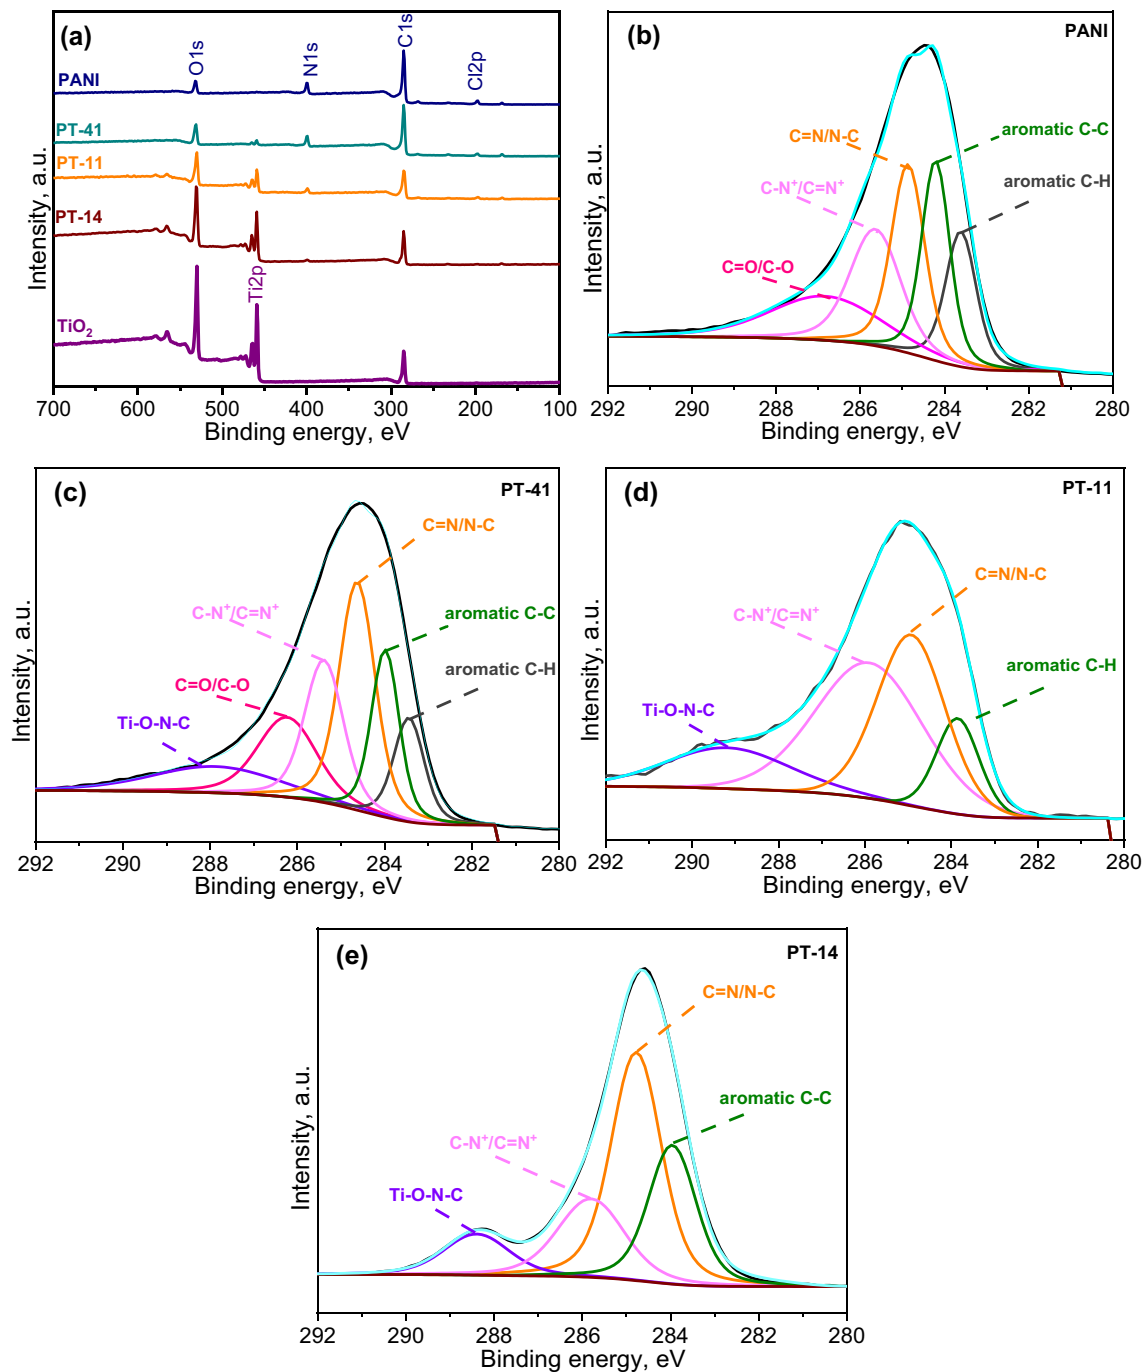 (a)
O1s
N1s
C1s
Cl2p
PANI
PT-41
PT-11
PT-14
Ti2p
TiO₂
Intensity, a.u.
700 600 500 400 300 200 100
Binding energy, eV
(b)
PANI
C=N/N-C
aromatic C-C
C-N⁺/C=N⁺
aromatic C-H
C=O/C-O
Intensity, a.u.
292 290 288 286 284 282 280
Binding energy, eV
(c)
PT-41
C=N/N-C
C-N⁺/C=N⁺
aromatic C-C
aromatic C-H
C=O/C-O
Ti-O-N-C
Intensity, a.u.
292 290 288 286 284 282 280
Binding energy, eV
(d)
PT-11
C=N/N-C
C-N⁺/C=N⁺
aromatic C-H
Ti-O-N-C
Intensity, a.u.
292 290 288 286 284 282 280
Binding energy, eV
(e)
PT-14
C=N/N-C
aromatic C-C
C-N⁺/C=N⁺
Ti-O-N-C
Intensity, a.u.
292 290 288 286 284 282 280
Binding energy, eV